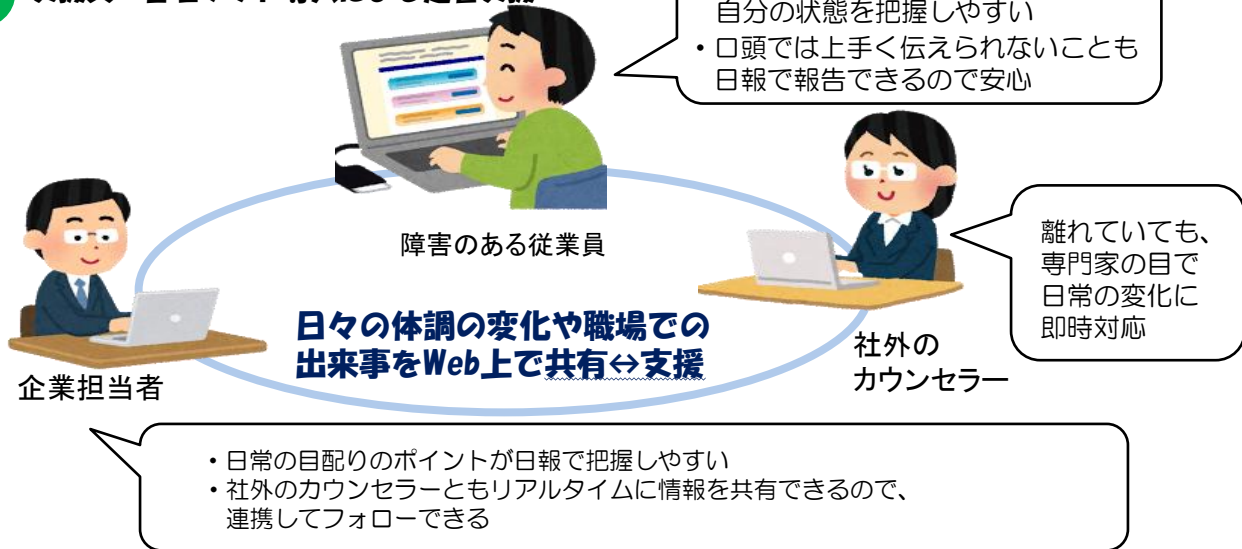 自分の状態を把握しやすい
・口頭では上手く伝えられないことも
日報で報告できるので安心
障害のある従業員
離れていても、
専門家の目で
日常の変化に
即時対応
日々の体調の変化や職場での
出来事をWeb上で共有↔支援
企業担当者
社外の
カウンセラー
・日常の目配りのポイントが日報で把握しやすい
・社外のカウンセラーともリアルタイムに情報を共有できるので、
連携してフォローできる